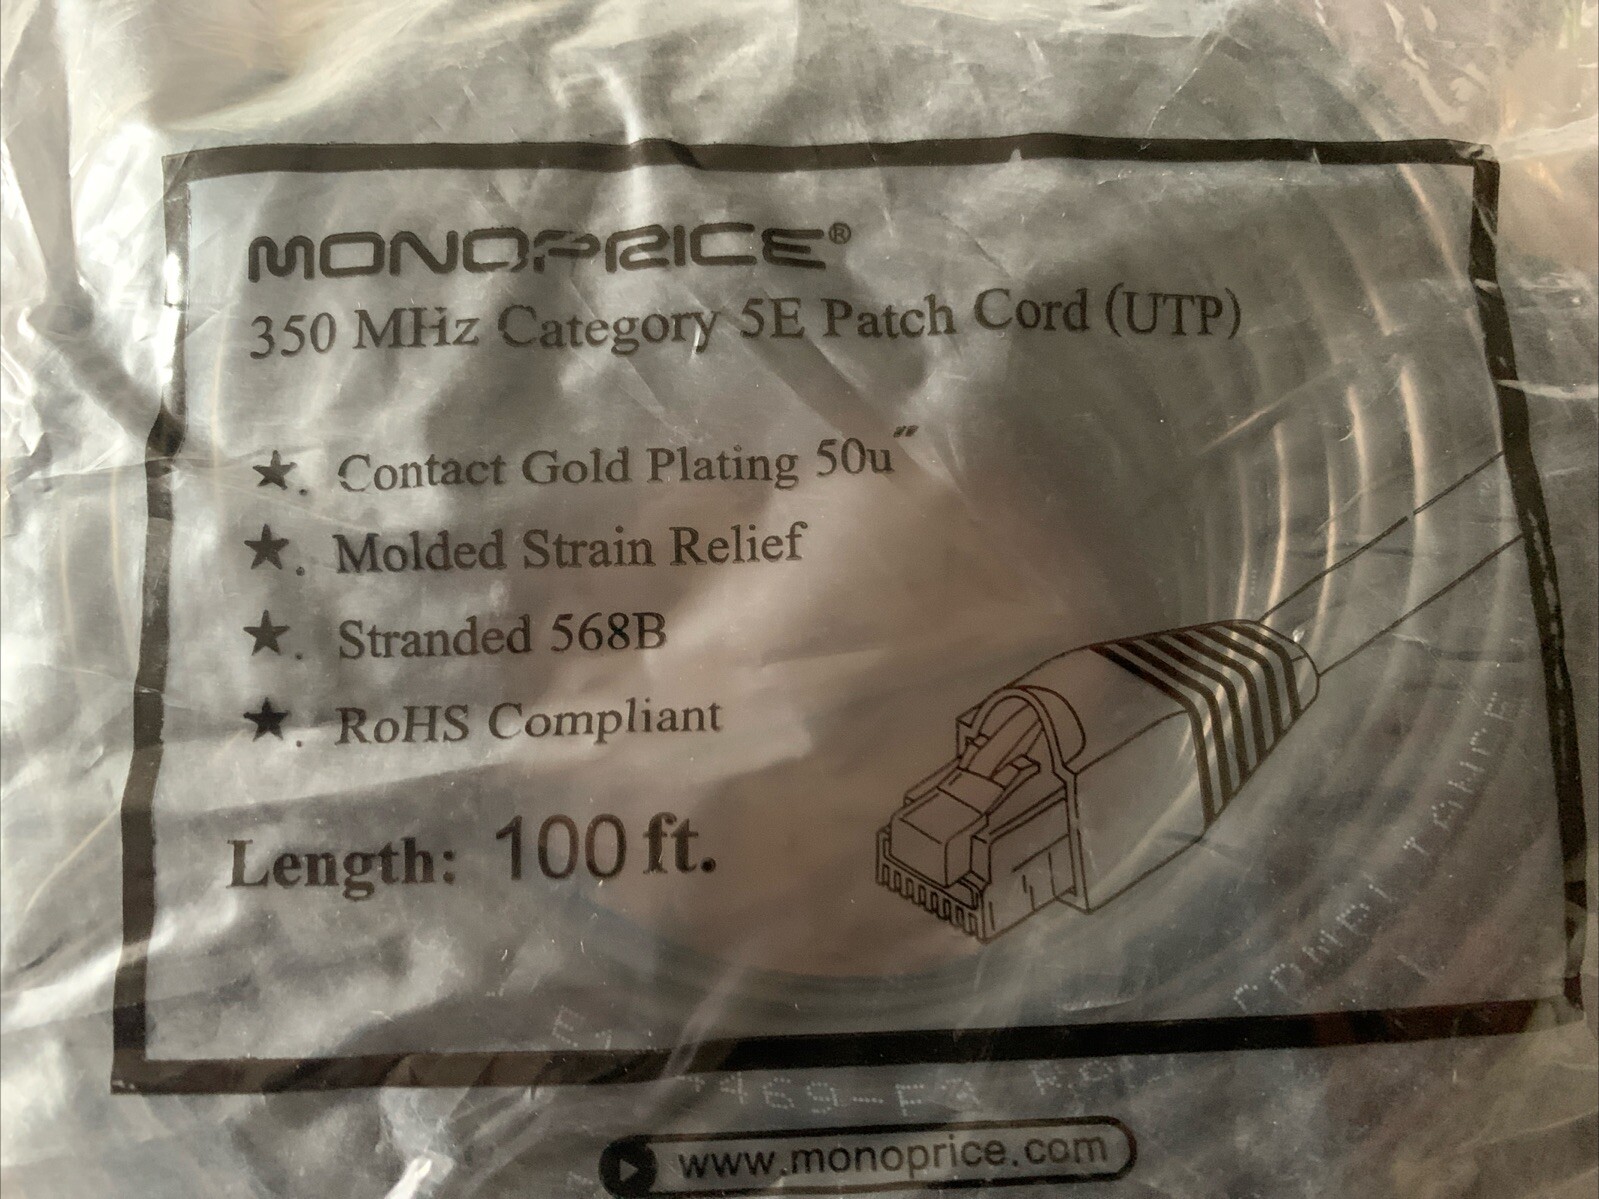 MONOPRICE®
350 MHz Category 5E Patch Cord (UTP)
★. Contact Gold Plating 50u"
★. Molded Strain Relief
★. Stranded 568B
★. RoHS Compliant
Length: 100 ft.
www.monoprice.com